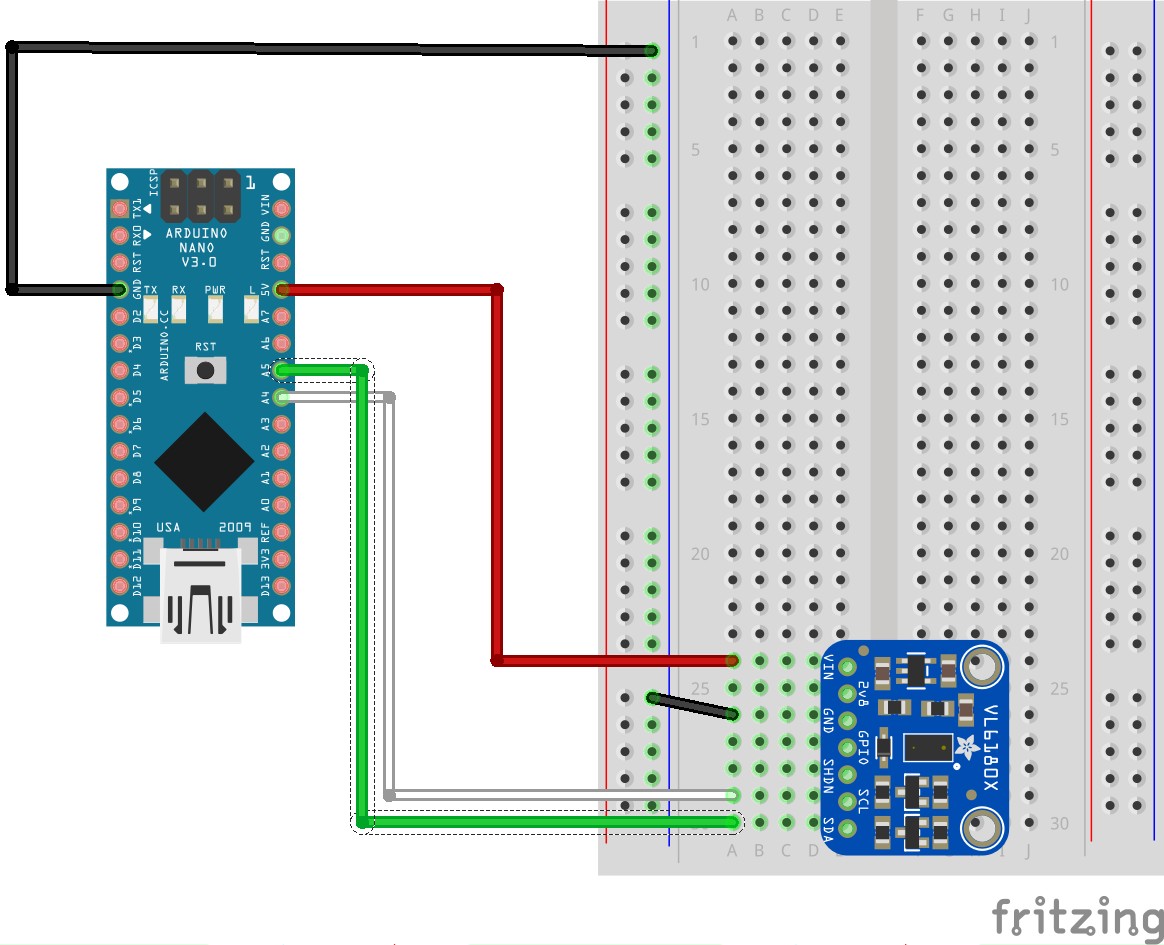 A B C D E F G H I J
1 1
5 5
10 10
15 15
20 20
25 25
30 30
A B C D J
ICSP
1
TX1
RX0
RST
GND
D2
D3
D4
D5
D6
D7
D8
D9
D10
D11
D12
VIN
GND
RST
5V
A7
A6
A5
A4
A3
A2
A1
A0
REF
3V3
D13
ARDUINO
NANO
V3.0
TX RX PWR L
RST
ARDUINO.CC
USA 2009
VIN
2v8
GND
GPIO
SHDN
SCL
SDA
VL6180X
fritzing